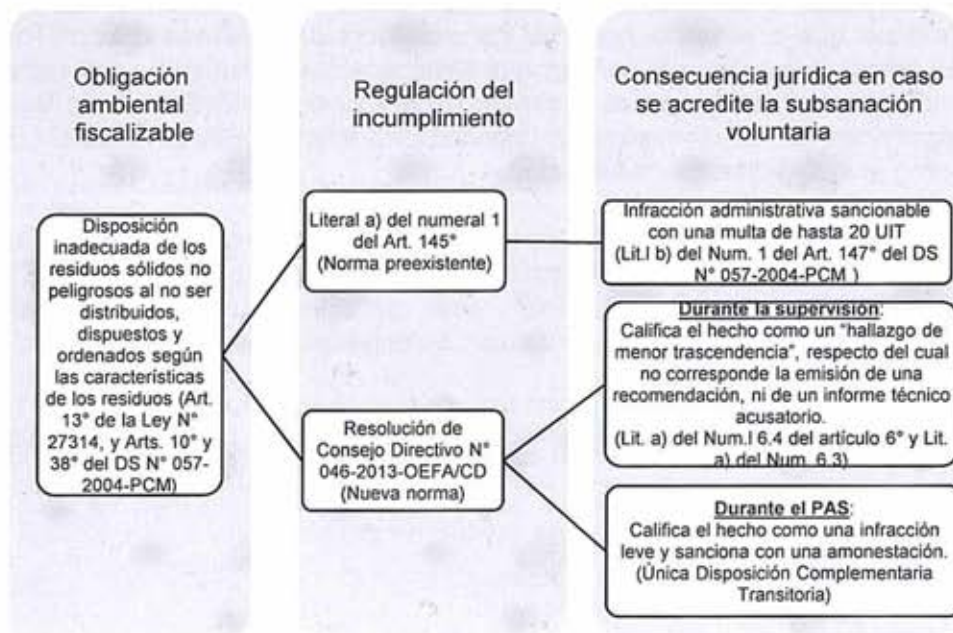 Obligación
ambiental
fiscalizable
Regulación del
incumplimiento
Consecuencia jurídica en caso
se acredite la subsanación
voluntaria
Disposición
inadecuada de los
residuos sólidos no
peligrosos al no ser
distribuidos,
dispuestos y
ordenados según
las características
de los residuos (Art.
13° de la Ley N°
27314, y Arts. 10° y
38° del DS N° 057-
2004-PCM)
Literal a) del numeral 1
del Art. 145°
(Norma preexistente)
Resolución de
Consejo Directivo N°
046-2013-OEFA/CD
(Nueva norma)
Infracción administrativa sancionable
con una multa de hasta 20 UIT
(Lit.l b) del Num. 1 del Art. 147° del DS
N° 057-2004-PCM )
Durante la supervisión:
Califica el hecho como un “hallazgo de
menor trascendencia”, respecto del cual
no corresponde la emisión de una
recomendación, ni de un informe técnico
acusatorio.
(Lit. a) del Num.l 6.4 del artículo 6° y Lit.
a) del Num. 6.3)
Durante el PAS:
Califica el hecho como una infracción
leve y sanciona con una amonestación.
(Única Disposición Complementaria
Transitoria)